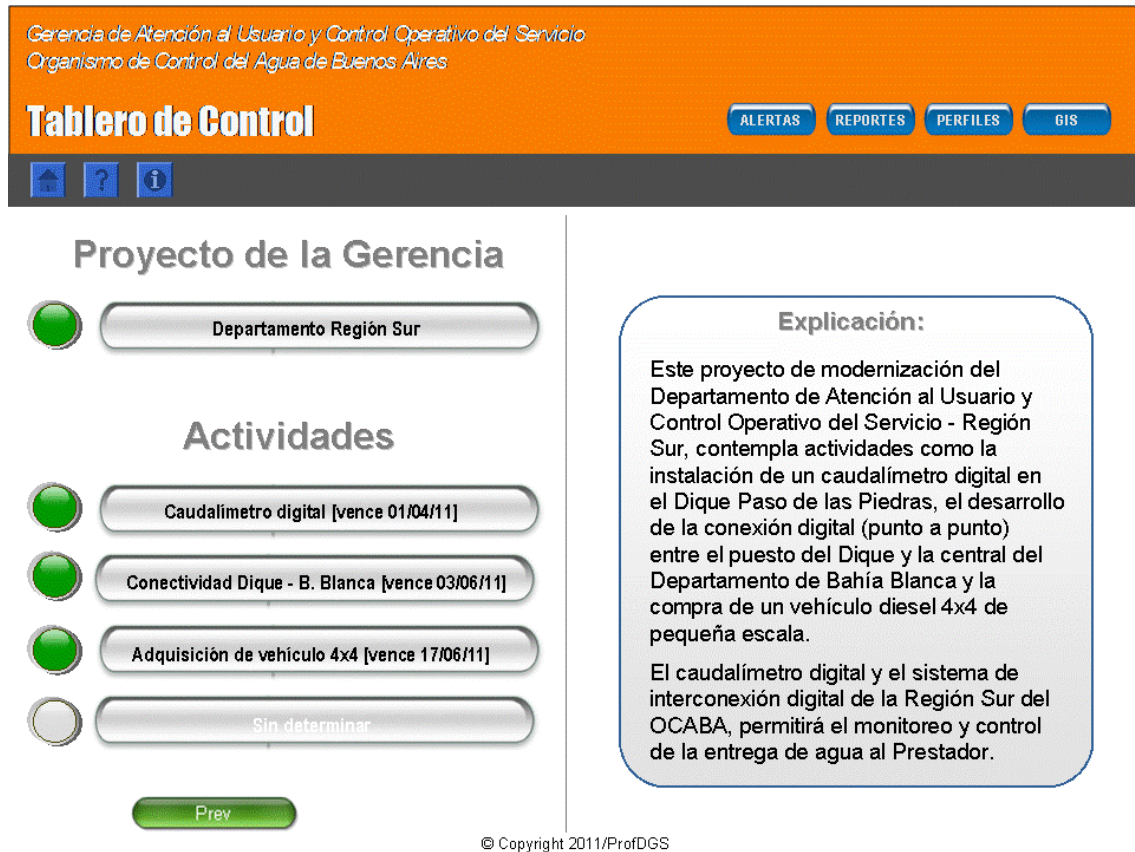 Gerencia de Atención al Usuario y Control Operativo del Servicio
Organismo de Control del Agua de Buenos Aires
Tablero de Control
ALERTAS
REPORTES
PERFILES
GIS
Proyecto de la Gerencia
Departamento Región Sur
Actividades
Caudalimetro digital [vence 01/04/11]
Conectividad Dique - B. Blanca [vence 03/06/11]
Adquisición de vehículo 4x4 [vence 17/06/11]
Sin determinar
Prev
Explicación:
Este proyecto de modernización del
Departamento de Atención al Usuario y
Control Operativo del Servicio - Región
Sur, contempla actividades como la
instalación de un caudalímetro digital en
el Dique Paso de las Piedras, el desarrollo
de la conexión digital (punto a punto)
entre el puesto del Dique y la central del
Departamento de Bahía Blanca y la
compra de un vehículo diesel 4x4 de
pequeña escala.
El caudalímetro digital y el sistema de
interconexión digital de la Región Sur del
OCABA, permitirá el monitoreo y control
de la entrega de agua al Prestador.
© Copyright 2011/ProfDGS